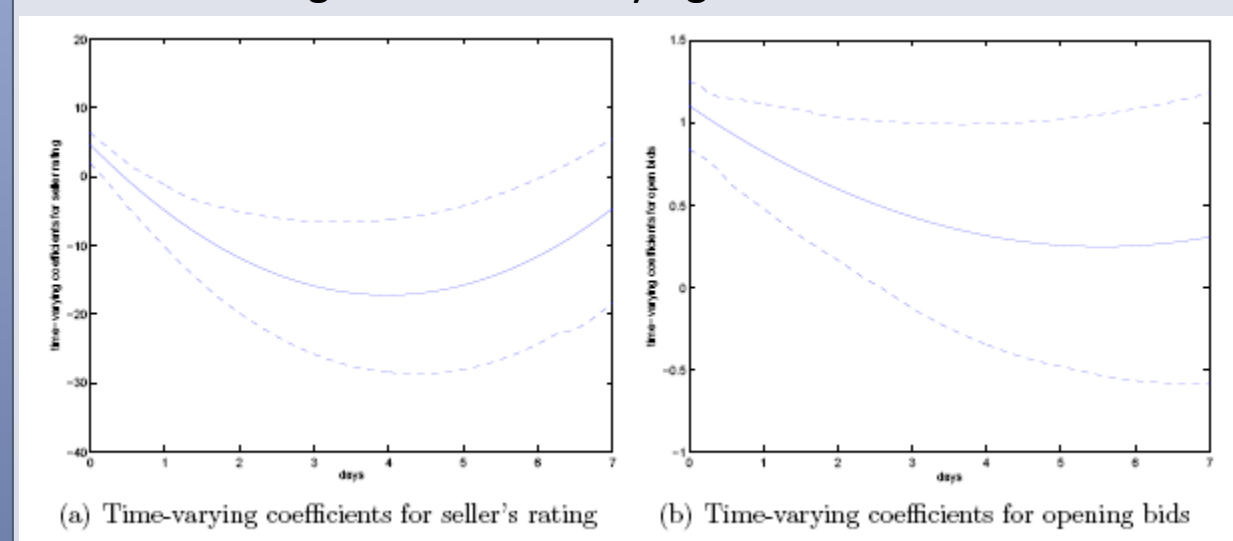 20
10
0
-10
-20
-30
-40
0 1 2 3 4 5 6 7
days
time-varying coefficients for seller rating
1.5
1
0.5
0
-0.5
-1
0 1 2 3 4 5 6 7
days
time-varying coefficients for open bids
(a) Time-varying coefficients for seller's rating
(b) Time-varying coefficients for opening bids